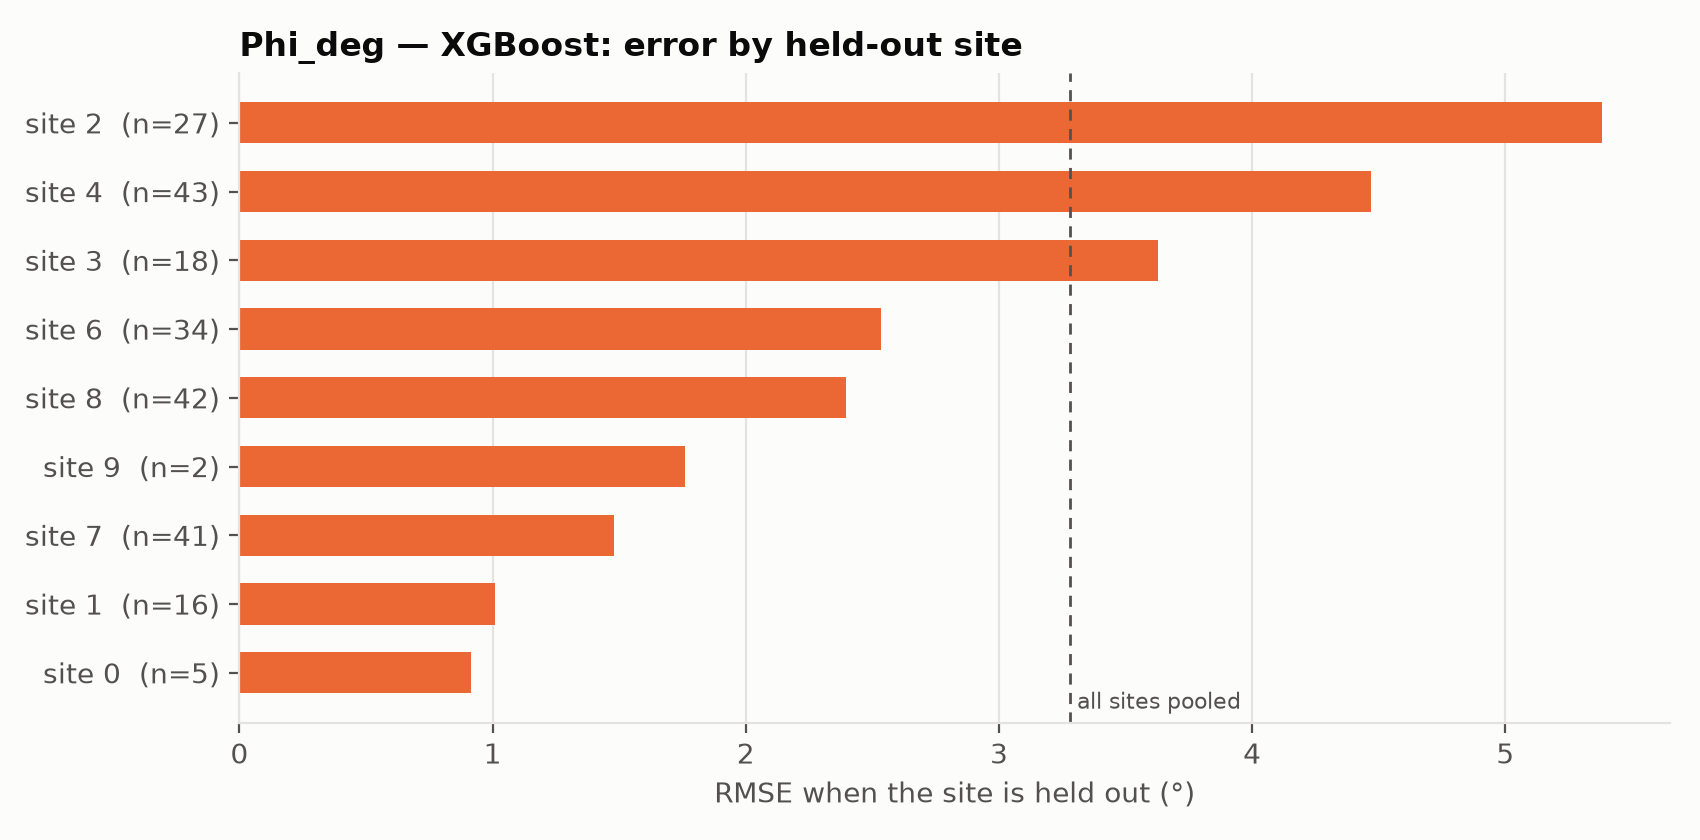 Phi_deg — XGBoost: error by held-out site
site 2 (n=27)
site 4 (n=43)
site 3 (n=18)
site 6 (n=34)
site 8 (n=42)
site 9 (n=2)
site 7 (n=41)
site 1 (n=16)
site 0 (n=5)
all sites pooled
0 1 2 3 4 5
RMSE when the site is held out (°)